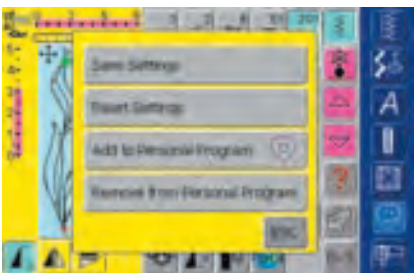 Save Settings
Reset Settings
Add to Personal Program
Remove from Personal Program
ESC
A
?